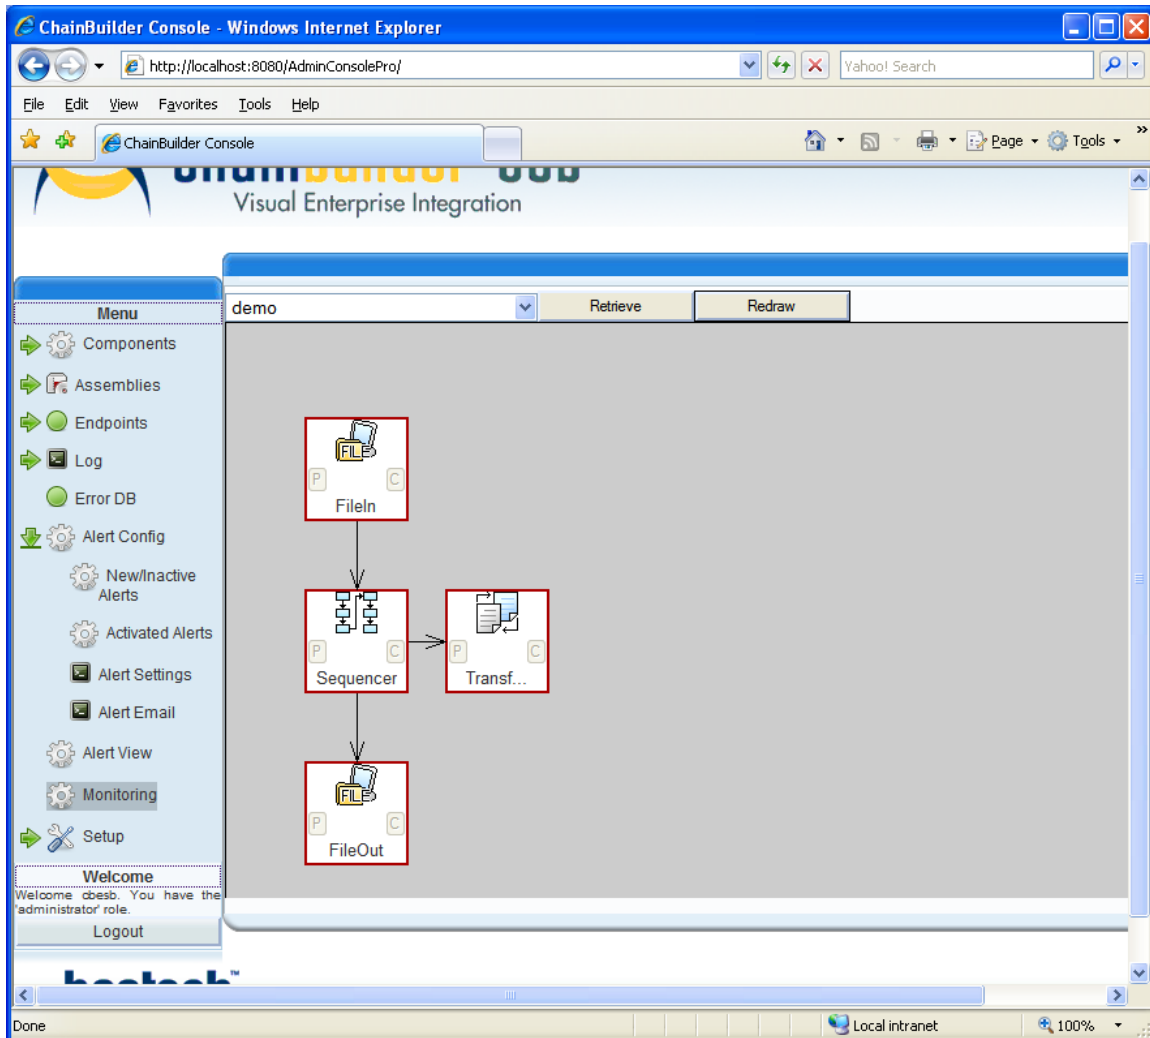 ChainBuilder Console - Windows Internet Explorer
http://localhost:8080/AdminConsolePro/
Yahoo! Search
File Edit View Favorites Tools Help
ChainBuilder Console
Page Tools »
Visual Enterprise Integration
Menu
demo
Retrieve
Redraw
Components
Assemblies
Endpoints
Log
Error DB
Alert Config
New/Inactive
Alerts
Activated Alerts
Alert Settings
Alert Email
Alert View
Monitoring
Setup
FILE
P C
FileIn
P C
Sequencer
P C
Transf...
FILE
P C
FileOut
Welcome
Welcome cbesb. You have the
'administrator' role.
Logout
Done
Local intranet
100%